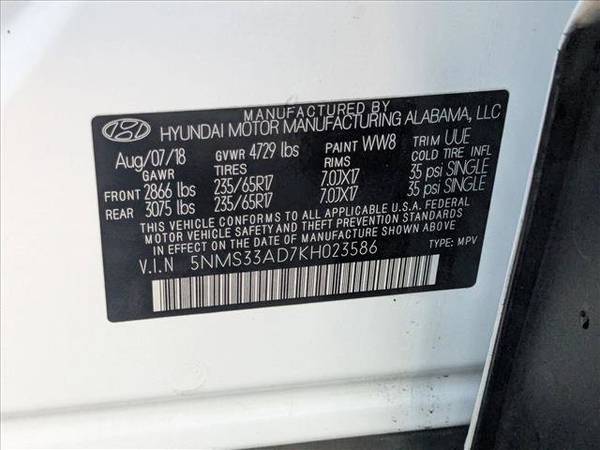 MANUFACTURED BY
HYUNDAI MOTOR MANUFACTURING ALABAMA, LLC
Aug/07/18 GVWR 4729 lbs PAINT WW8 TRIM UUE
GAWR TIRES RIMS COLD TIRE INFL
FRONT 2866 lbs 235/65R17 7.0JX17 35 psi SINGLE
REAR 3075 lbs 235/65R17 7.0JX17 35 psi SINGLE
THIS VEHICLE CONFORMS TO ALL APPLICABLE U.S.A. FEDERAL
MOTOR VEHICLE SAFETY AND THEFT PREVENTION STANDARDS
IN EFFECT ON THE DATE OF MANUFACTURE SHOWN ABOVE.
V.I.N 5NMS33AD7KH023586 TYPE: MPV